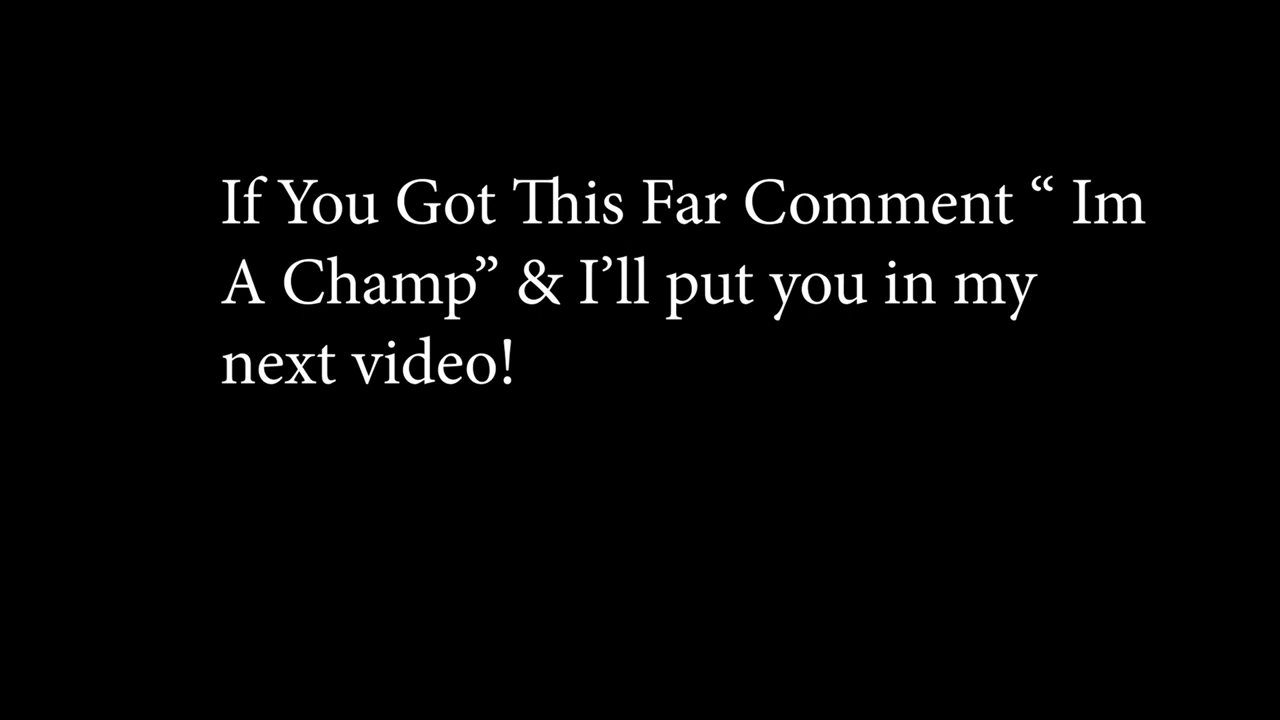 If You Got This Far Comment “ Im
A Champ” & I’ll put you in my
next video!